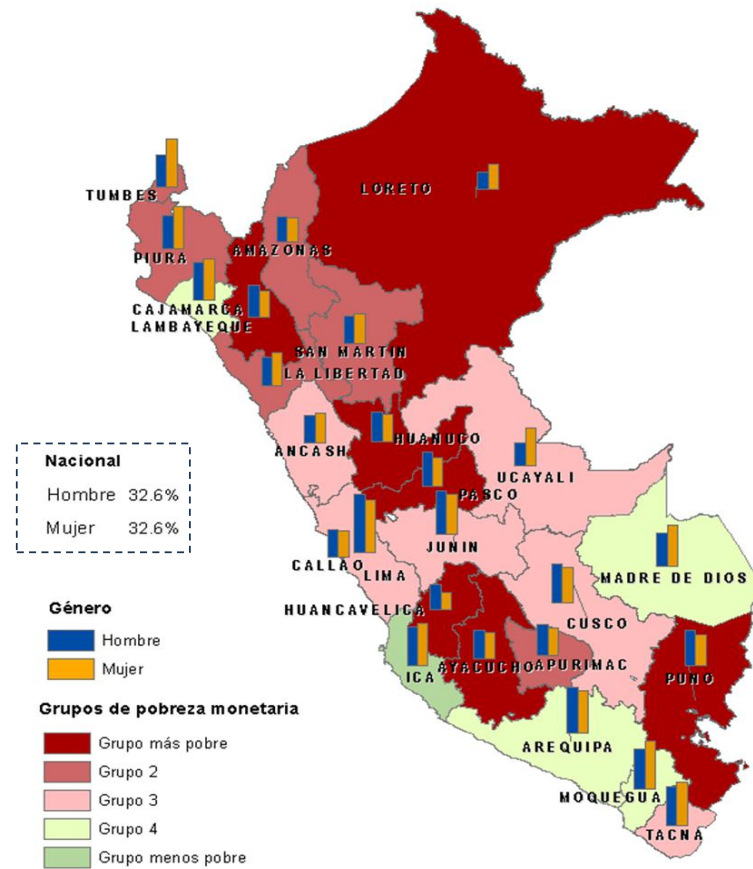 LORETO
TUMBES
PIURA
AMAZONAS
CAJAMARCA
LAMBAYEQUE
SAN MARTIN
LA LIBERTAD
HUANUCO
ANCASH
UCAYALI
PASCO
Nacional
Hombre 32.6%
Mujer 32.6%
JUNIN
CALLAO
LIMA
MADRE DE DIOS
HUANCAVELICA
CUSCO
Género
Hombre
Mujer
ICA
AYACUCHO
APURIMAC
PUNO
Grupos de pobreza monetaria
Grupo más pobre
Grupo 2
Grupo 3
Grupo 4
Grupo menos pobre
AREQUIPA
MOQUEGUA
TACNA